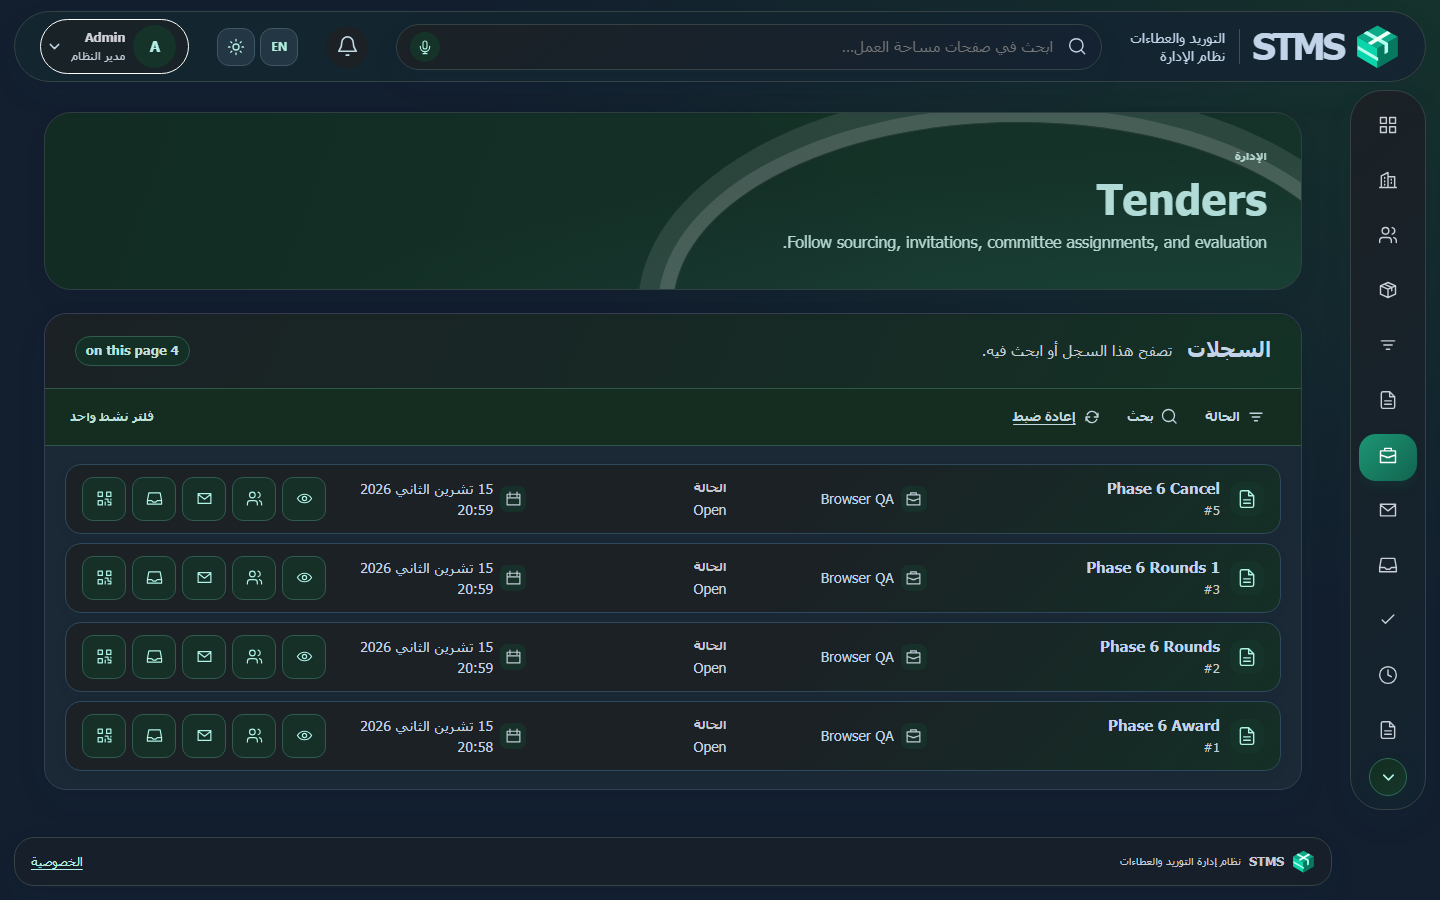 STMS
التوريد والعطاءات
نظام الإدارة
ابحث في صفحات مساحة العمل...
EN
A
Admin
مدير النظام
الإدارة
Tenders
Follow sourcing, invitations, committee assignments, and evaluation.
السجلات
تصفح هذا السجل أو ابحث فيه.
on this page 4
الحالة
بحث
إعادة ضبط
فلتر نشط واحد
Phase 6 Cancel
#5
Browser QA
الحالة
Open
15 تشرين الثاني 2026
20:59
Phase 6 Rounds 1
#3
Browser QA
الحالة
Open
15 تشرين الثاني 2026
20:59
Phase 6 Rounds
#2
Browser QA
الحالة
Open
15 تشرين الثاني 2026
20:59
Phase 6 Award
#1
Browser QA
الحالة
Open
15 تشرين الثاني 2026
20:58
STMS نظام إدارة التوريد والعطاءات
الخصوصية